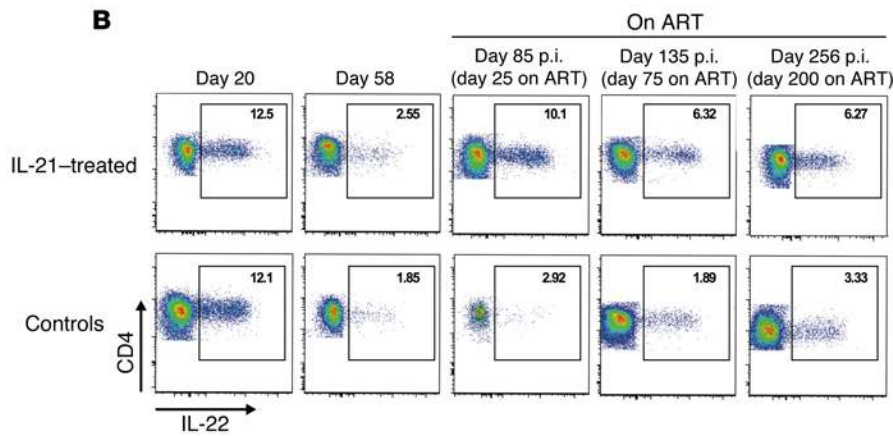 B
On ART
Day 20
Day 58
Day 85 p.i.
(day 25 on ART)
Day 135 p.i.
(day 75 on ART)
Day 256 p.i.
(day 200 on ART)
IL-21–treated
12.5
2.55
10.1
6.32
6.27
Controls
12.1
1.85
2.92
1.89
3.33
CD4
IL-22